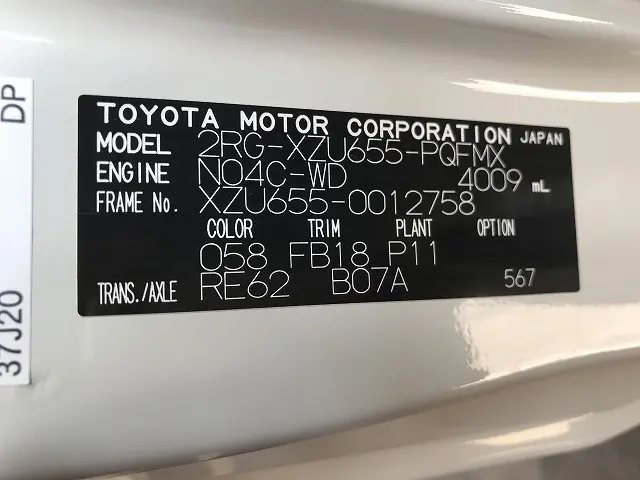 TOYOTA MOTOR CORPORATION JAPAN
MODEL 2RG-XZU655-PQFMX
ENGINE N04C-WD 4009 mL
FRAME No. XZU655-0012758
COLOR TRIM PLANT OPTION
058 FB18 P11
TRANS./AXLE RE62 B07A 567
37J20 DP